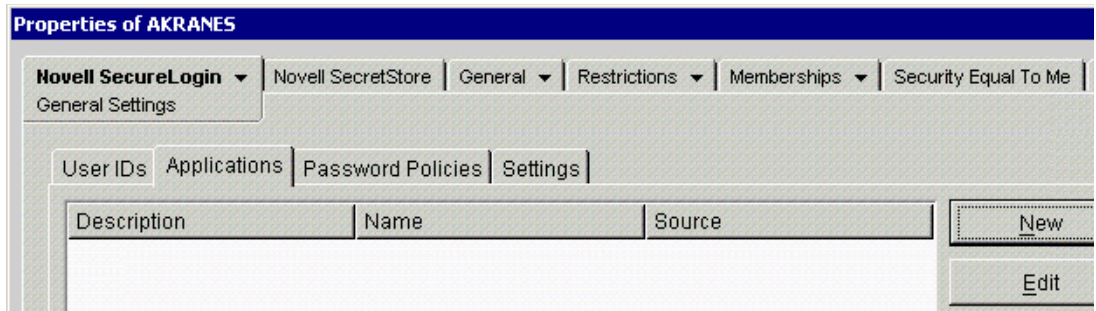 Properties of AKRANES
Novell SecureLogin Novell SecretStore General Restrictions Memberships Security Equal To Me
General Settings
User IDs Applications Password Policies Settings
Description Name Source New
Edit